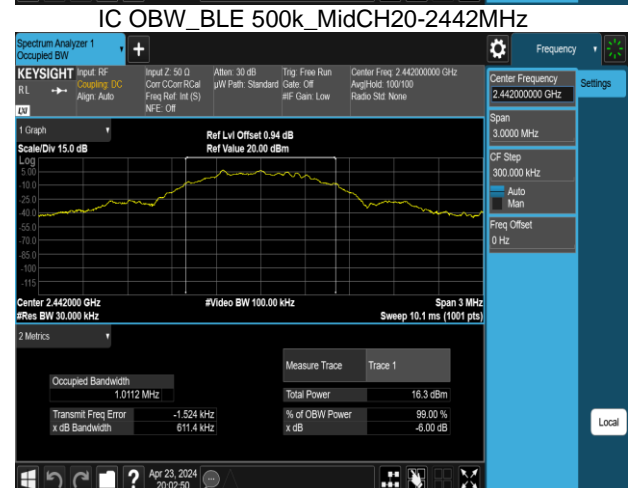 IC OBW_BLE 500k_MidCH20-2442MHz
Spectrum Analyzer 1
Occupied BW
+
Frequency
KEYSIGHT
RL
LXI
Input: RF
Coupling: DC
Align: Auto
Input Z: 50 Ω
Corr CCorr RCal
Freq Ref: Int (S)
NFE: Off
Atten: 30 dB
µW Path: Standard
Trig: Free Run
Gate: Off
#IF Gain: Low
Center Freq: 2.442000000 GHz
Avg|Hold: 100/100
Radio Std: None
Center Frequency
2.442000000 GHz
Settings
Span
3.0000 MHz
CF Step
300.000 kHz
Auto
Man
Freq Offset
0 Hz
1 Graph
Scale/Div 15.0 dB
Ref Lvl Offset 0.94 dB
Ref Value 20.00 dBm
Log
5.00
-10.0
-25.0
-40.0
-55.0
-70.0
-85.0
-100
-115
Center 2.442000 GHz
#Res BW 30.000 kHz
#Video BW 100.00 kHz
Span 3 MHz
Sweep 10.1 ms (1001 pts)
2 Metrics
Measure Trace Trace 1
Occupied Bandwidth
1.0112 MHz
Total Power 16.3 dBm
Transmit Freq Error -1.524 kHz
% of OBW Power 99.00 %
x dB Bandwidth 611.4 kHz
x dB -6.00 dB
Local
?
Apr 23, 2024
20:02:50